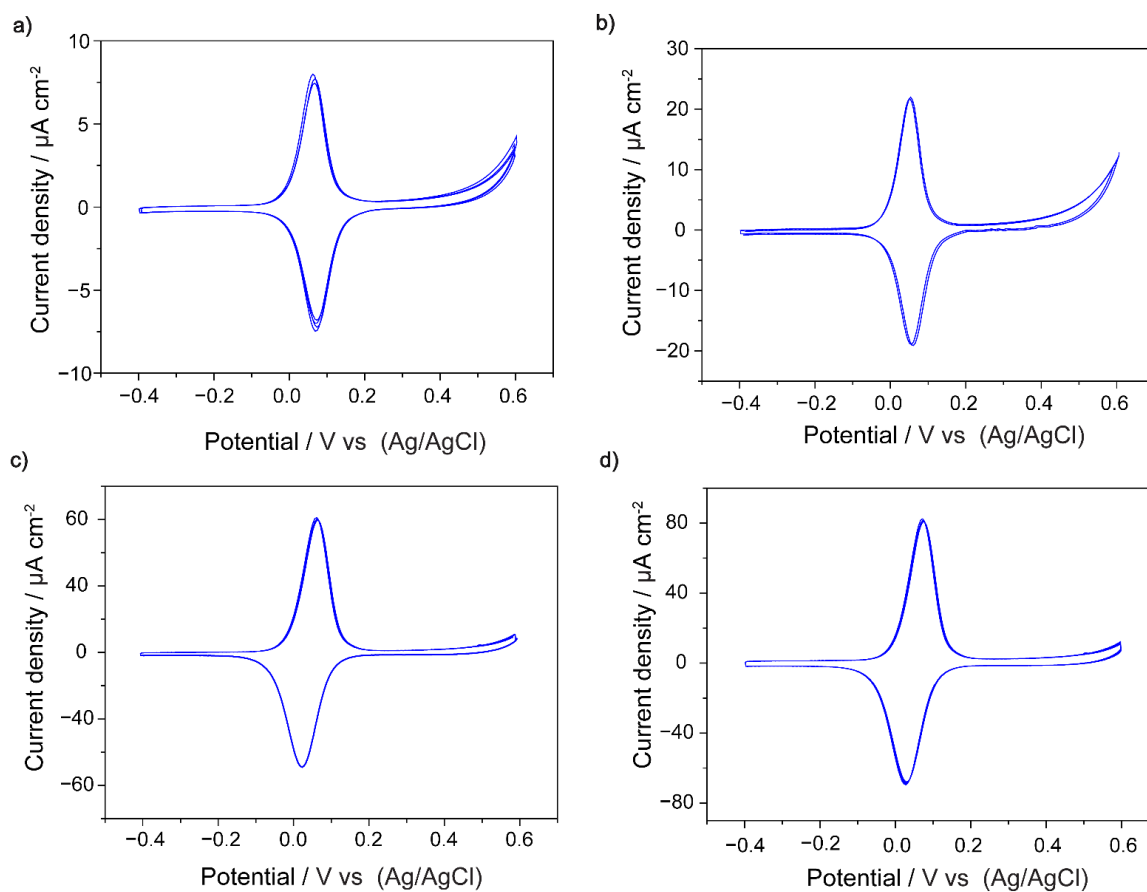 a)
10
5
0
−5
−10
Current density / µA cm⁻²
−0.4 −0.2 0.0 0.2 0.4 0.6
Potential / V vs (Ag/AgCl)
b)
30
20
10
0
−10
−20
Current density / µA cm⁻²
−0.4 −0.2 0.0 0.2 0.4 0.6
Potential / V vs (Ag/AgCl)
c)
60
40
0
−40
−60
Current density / µA cm⁻²
−0.4 −0.2 0.0 0.2 0.4 0.6
Potential / V vs (Ag/AgCl)
d)
80
40
0
−40
−80
Current density / µA cm⁻²
−0.4 −0.2 0.0 0.2 0.4 0.6
Potential / V vs (Ag/AgCl)